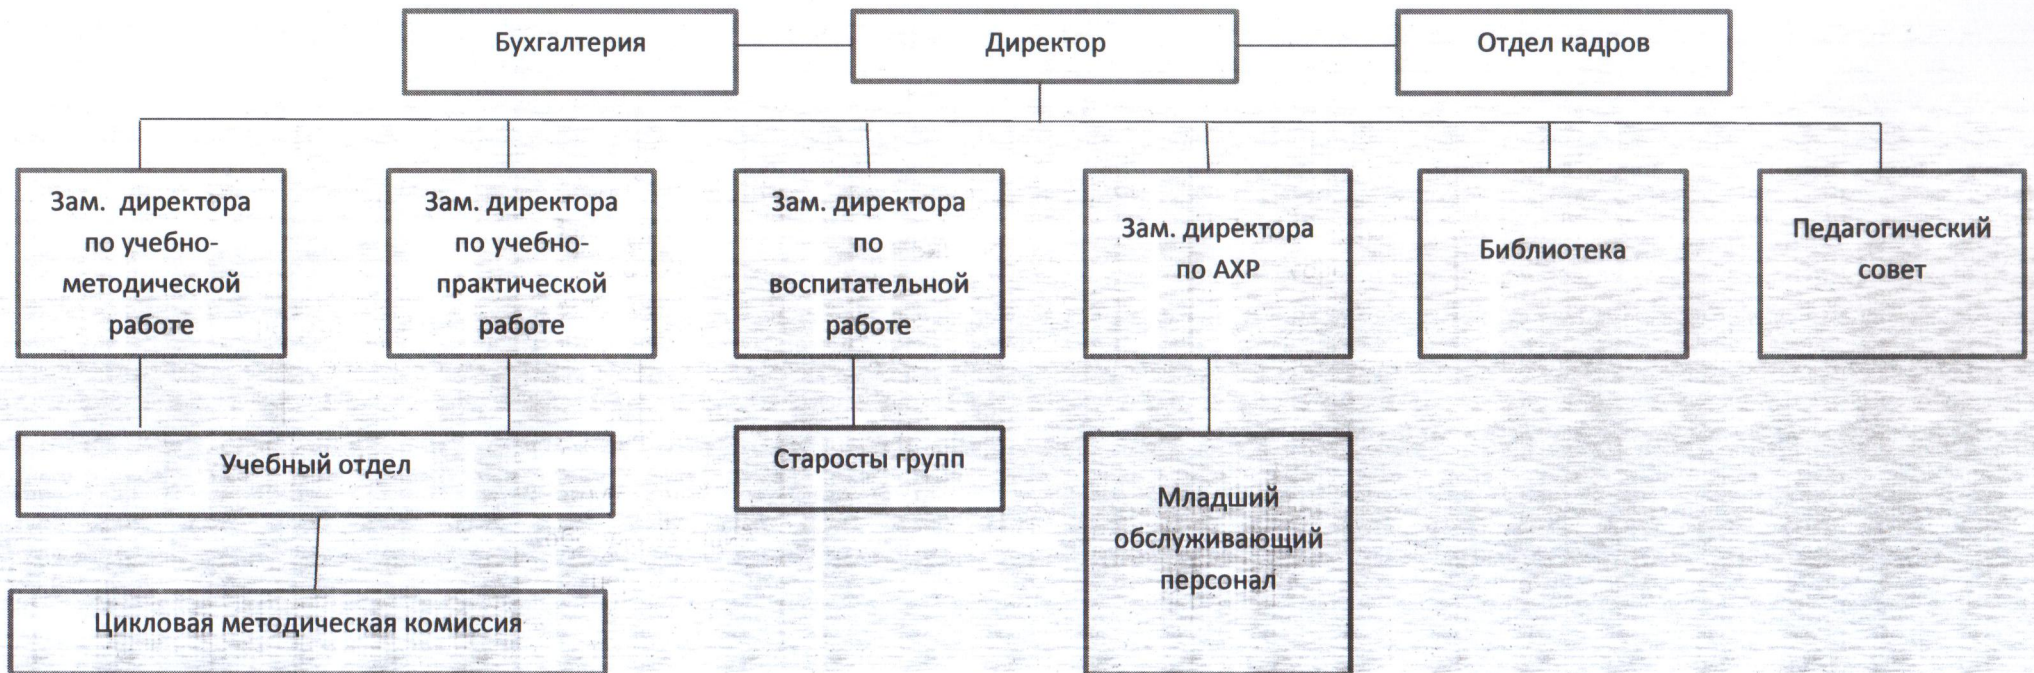 Бухгалтерия
Директор
Отдел кадров
Зам. директора
по учебно-
методической
работе
Зам. директора
по учебно-
практической
работе
Зам. директора
по
воспитательной
работе
Зам. директора
по АХР
Библиотека
Педагогический
совет
Учебный отдел
Старосты групп
Младший
обслуживающий
персонал
Цикловая методическая комиссия